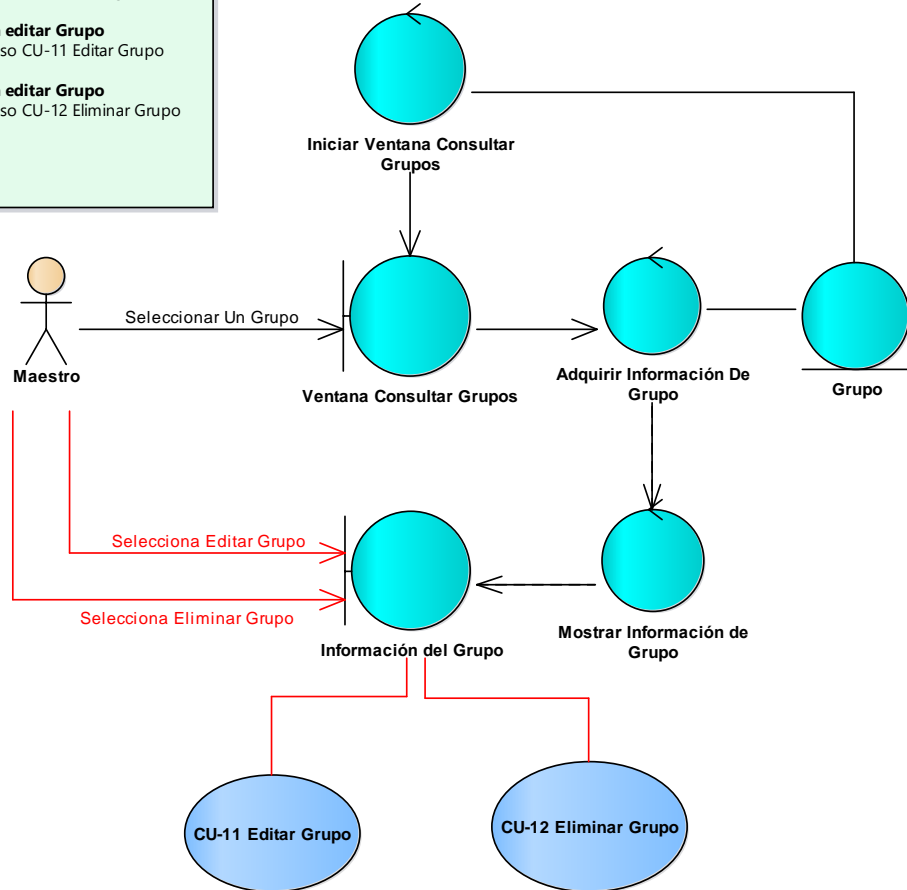 editar Grupo
so CU-11 Editar Grupo
editar Grupo
so CU-12 Eliminar Grupo
Iniciar Ventana Consultar
Grupos
Seleccionar Un Grupo
Maestro
Ventana Consultar Grupos
Adquirir Información De
Grupo
Grupo
Selecciona Editar Grupo
Selecciona Eliminar Grupo
Información del Grupo
Mostrar Información de
Grupo
CU-11 Editar Grupo
CU-12 Eliminar Grupo